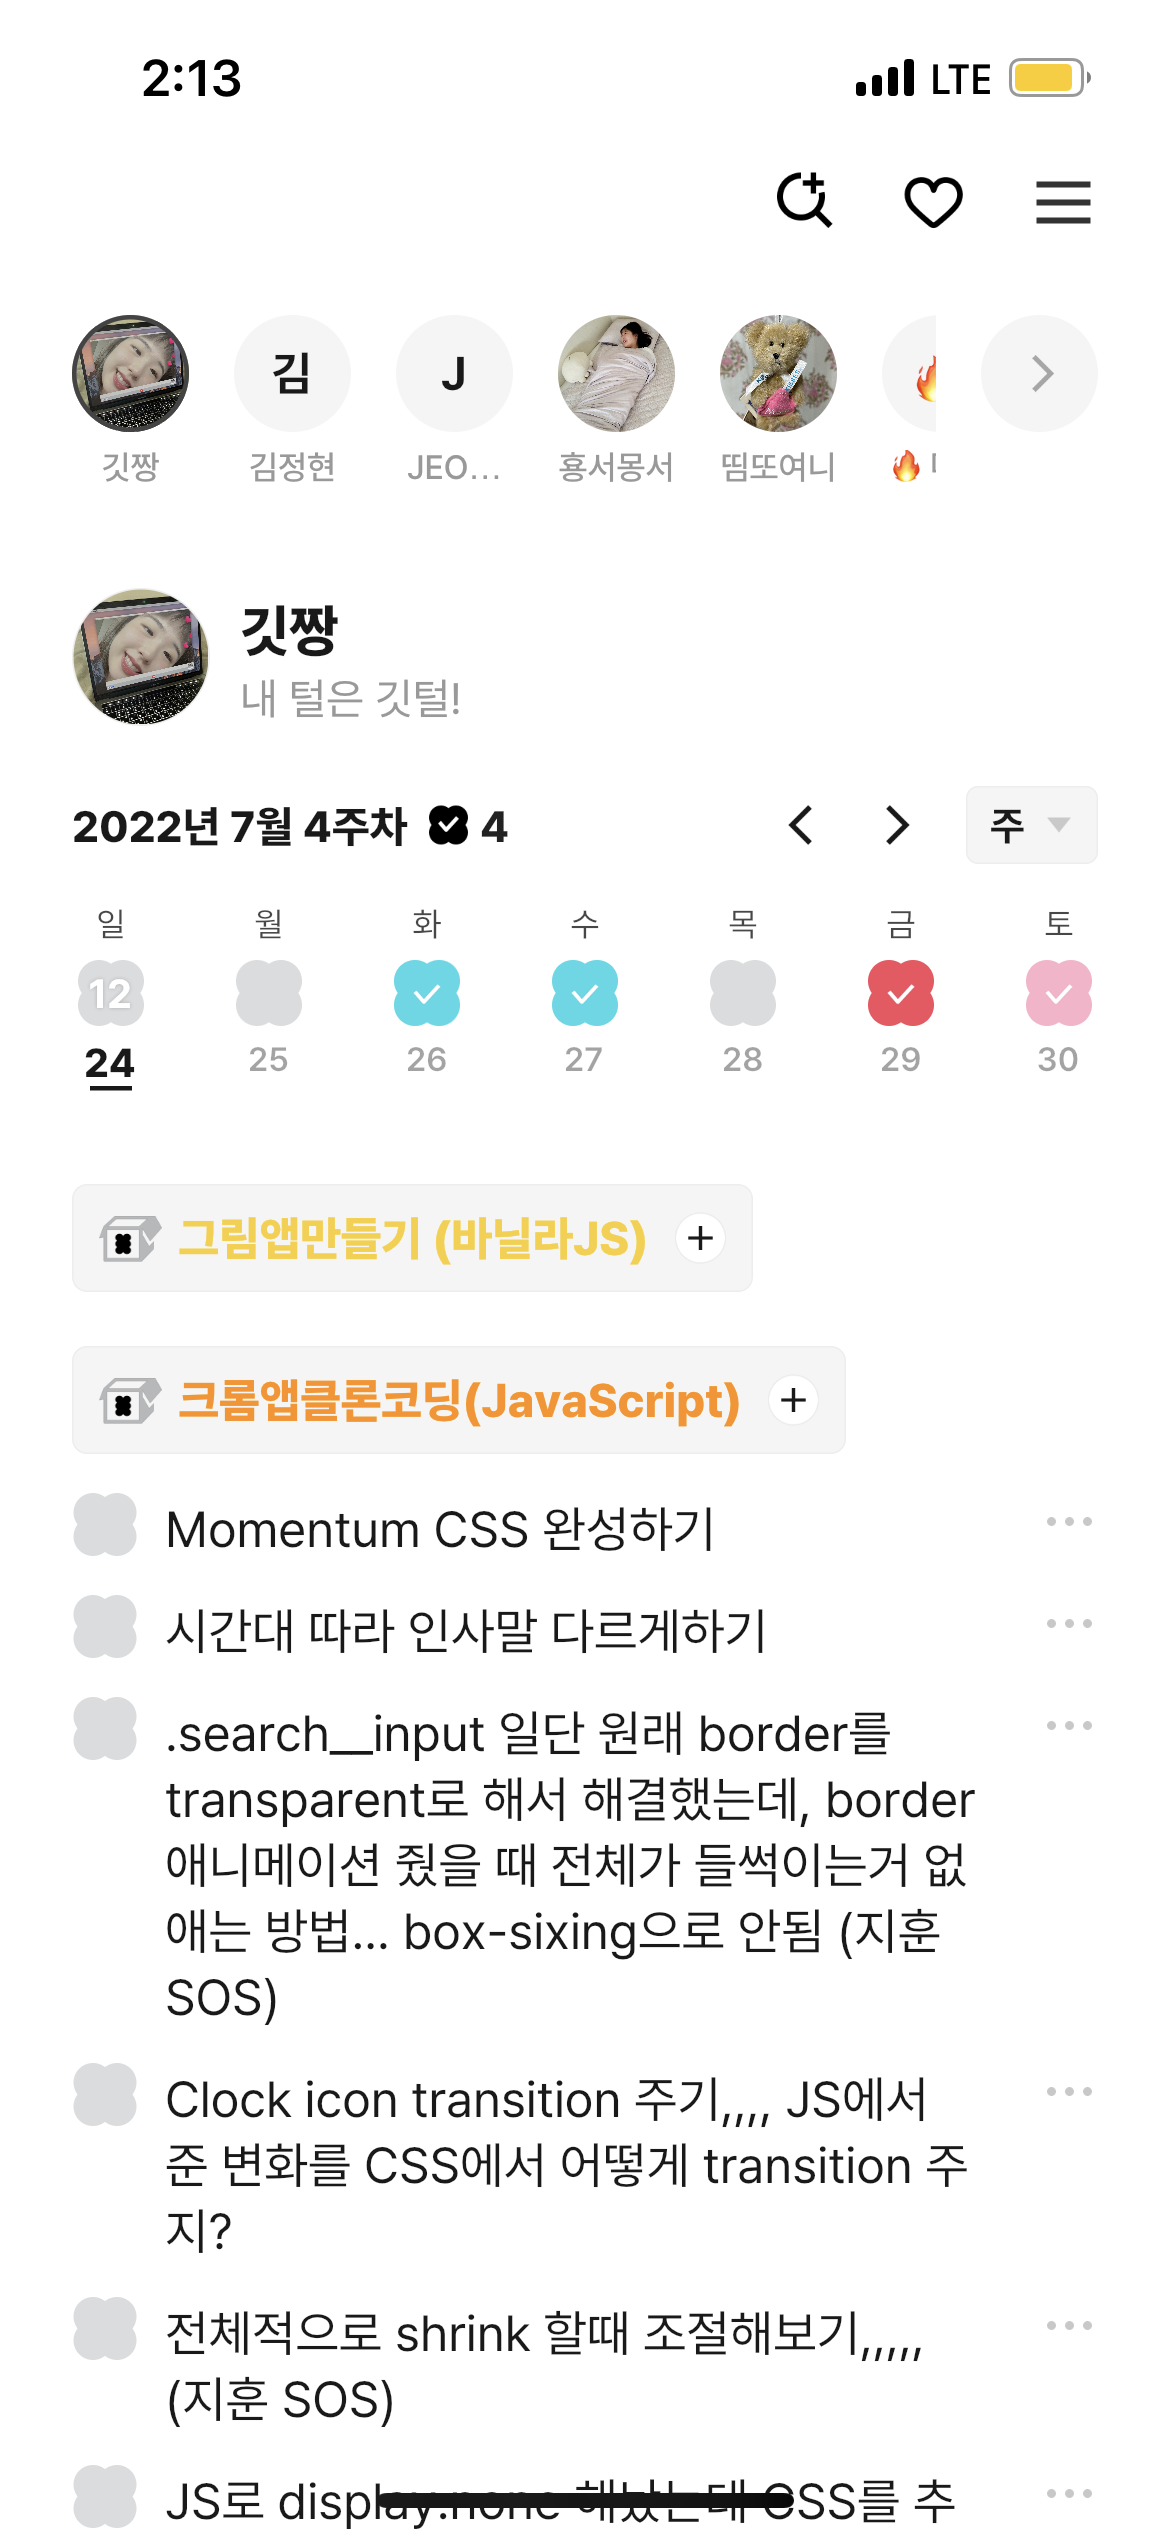 2:13 LTE
김 J
깃짱 김정현 JEO... 홍서몽서 띰또여니
깃짱
내 털은 깃털!
2022년 7월 4주차 4 주
일 월 화 수 목 금 토
12
24 25 26 27 28 29 30
그림앱만들기 (바닐라JS) +
크롬앱클론코딩(JavaScript) +
Momentum CSS 완성하기
시간대 따라 인사말 다르게하기
.search__input 일단 원래 border를
transparent로 해서 해결했는데, border
애니메이션 줬을 때 전체가 들썩이는거 없
애는 방법... box-sixing으로 안됨 (지훈
SOS)
Clock icon transition 주기,,,, JS에서
준 변화를 CSS에서 어떻게 transition 주
지?
전체적으로 shrink 할때 조절해보기,,,,,
(지훈 SOS)
JS로 display:none 해놨는데 CSS를 추